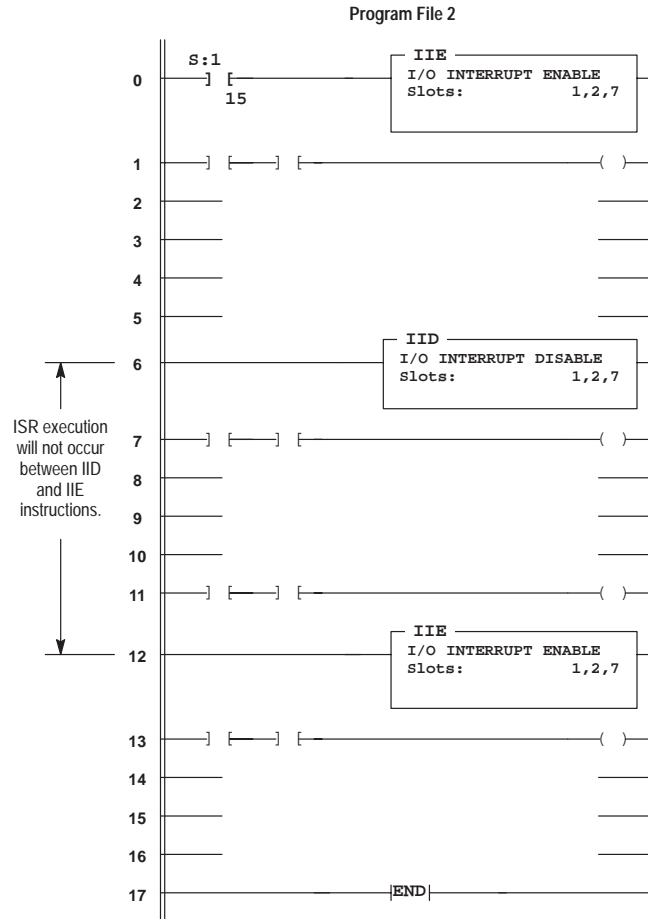 Program File 2
S:1
] [
15
IIE
I/O INTERRUPT ENABLE
Slots: 1,2,7
0
1 ] [ ] [ ( )
2
3
4
5
IID
I/O INTERRUPT DISABLE
Slots: 1,2,7
6
ISR execution
will not occur
between IID
and IIE
instructions.
7 ] [ ] [ ( )
8
9
10
11 ] [ ] [ ( )
IIE
I/O INTERRUPT ENABLE
Slots: 1,2,7
12
13 ] [ ] [ ( )
14
15
16
17 END